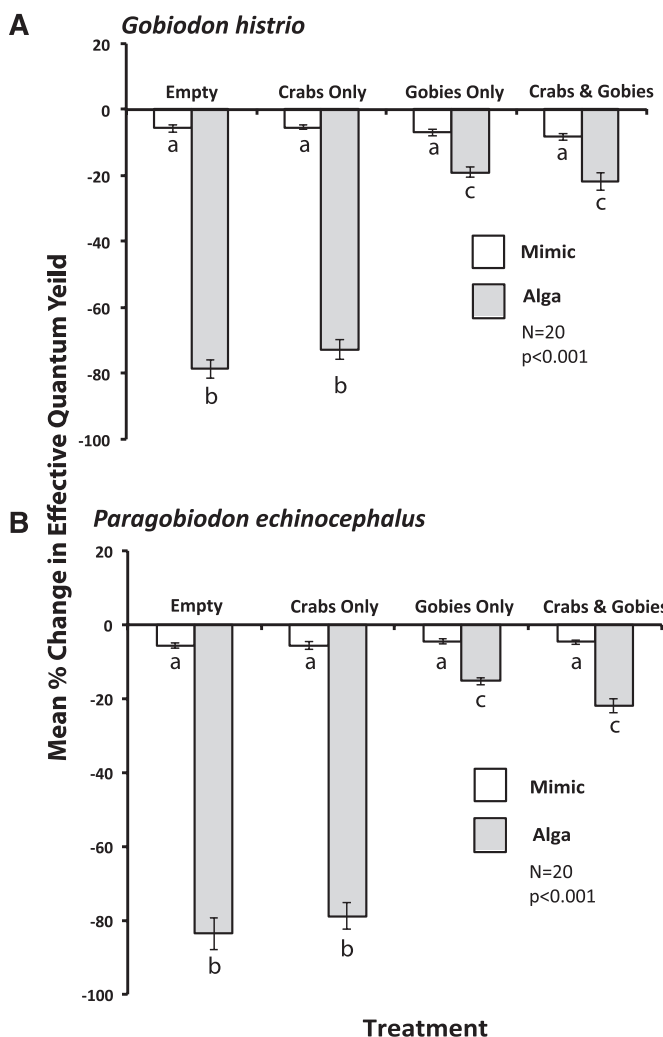 A
Gobiodon histrio
20
0
-20
-40
-60
-80
-100
Empty
Crabs Only
Gobies Only
Crabs & Gobies
a
b
a
b
a
c
a
c
Mimic
Alga
N=20
p<0.001
Mean % Change in Effective Quantum Yeild
B
Paragobiodon echinocephalus
20
0
-20
-40
-60
-80
-100
Empty
Crabs Only
Gobies Only
Crabs & Gobies
a
b
a
b
a
c
a
c
Mimic
Alga
N=20
p<0.001
Treatment